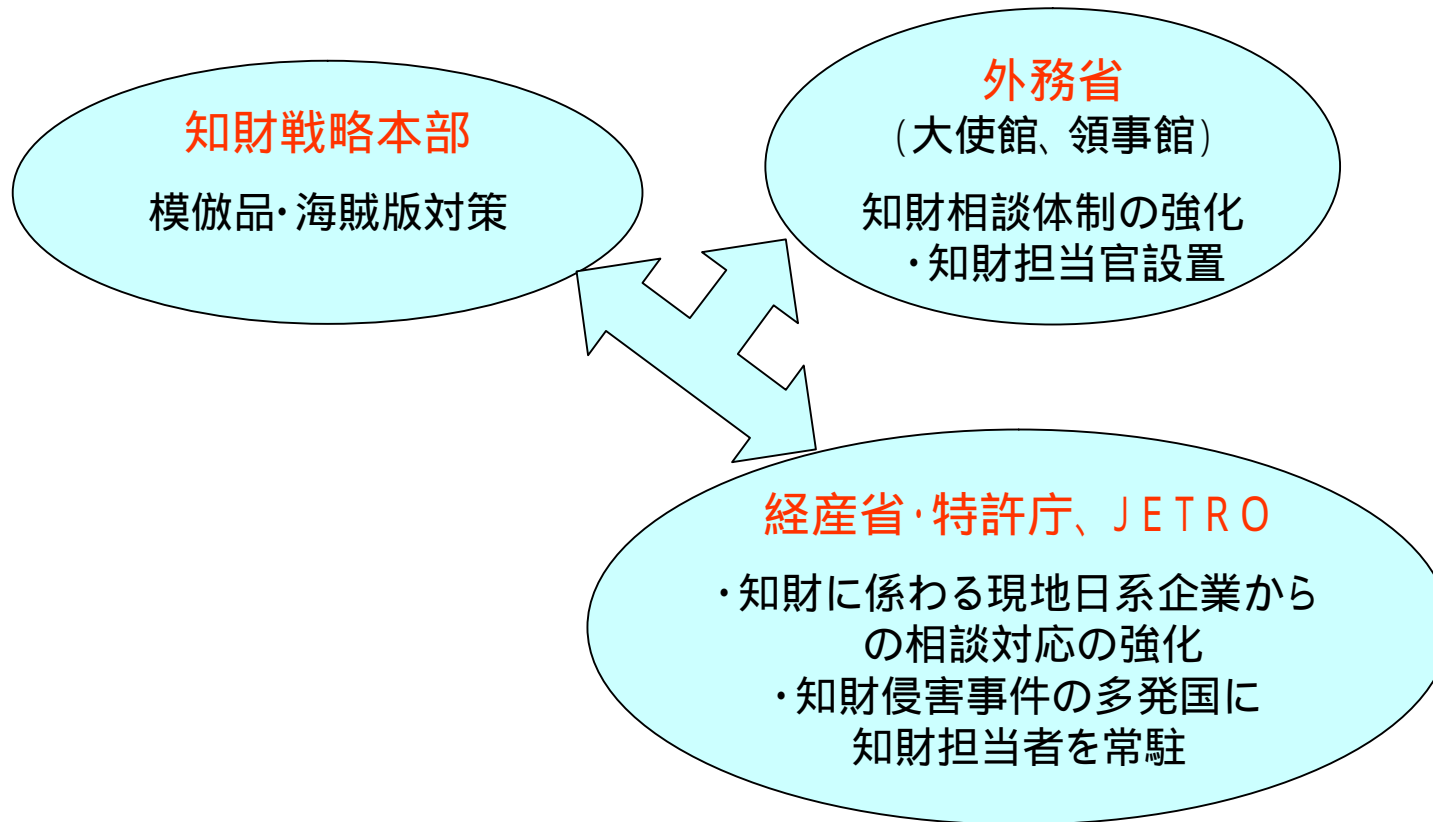 知財戦略本部
模倣品・海賊版対策
外務省
(大使館、領事館)
知財相談体制の強化
・知財担当官設置
経産省・特許庁、JETRO
・知財に係わる現地日系企業から
の相談対応の強化
・知財侵害事件の多発国に
知財担当者を常駐